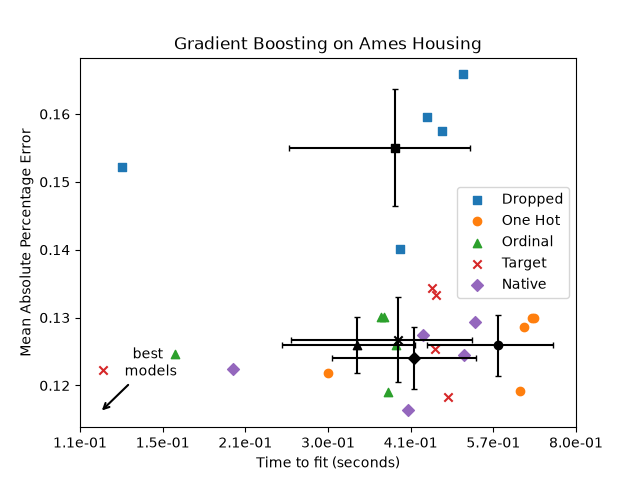 Gradient Boosting on Ames Housing
Mean Absolute Percentage Error
0.16
0.15
0.14
0.13
0.12
Dropped
One Hot
Ordinal
Target
Native
best
models
1.1e-01 1.5e-01 2.1e-01 3.0e-01 4.1e-01 5.7e-01 8.0e-01
Time to fit (seconds)